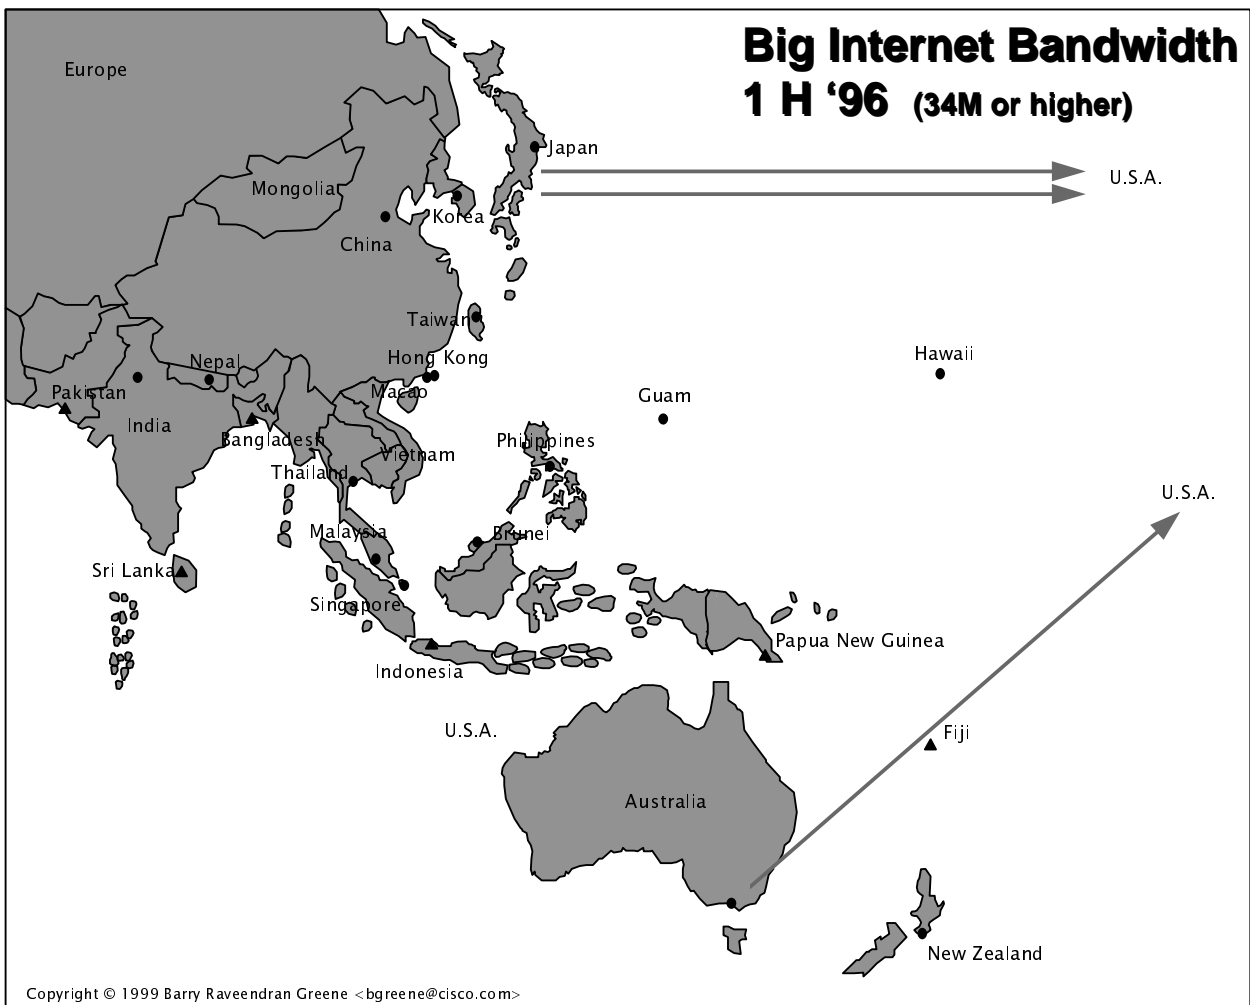 Big Internet Bandwidth
1 H ‘96 (34M or higher)
Europe
Japan
U.S.A.
Mongolia
Korea
China
Taiwan
Hawaii
Hong Kong
Nepal
Macao
Pakistan
Guam
India
Bangladesh
Philippines
Vietnam
Thailand
U.S.A.
Malaysia
Brunei
Sri Lanka
Singapore
Papua New Guinea
Indonesia
U.S.A.
Fiji
Australia
New Zealand
Copyright © 1999 Barry Raveendran Greene <bgreene@cisco.com>